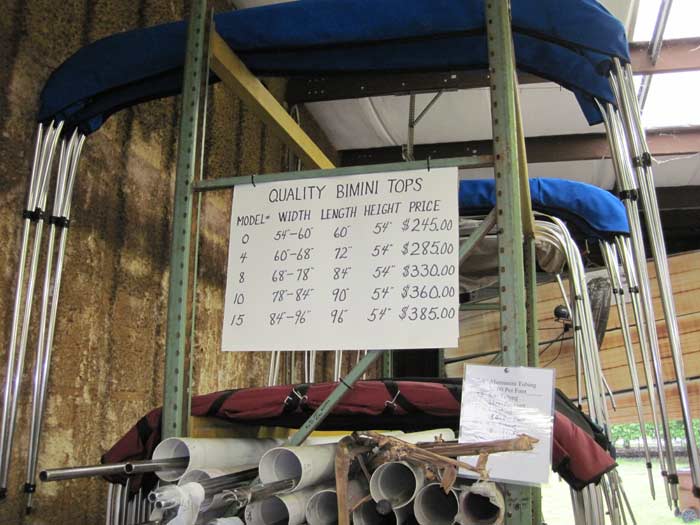 QUALITY BIMINI TOPS
MODEL# WIDTH LENGTH HEIGHT PRICE
0 54"-60" 60" 54" $245.00
4 60"-68" 72" 54" $285.00
8 68"-78" 84" 54" $330.00
10 78"-84" 90" 54" $360.00
15 84"-96" 96" 54" $385.00
Aluminum Tubing
Per Foot